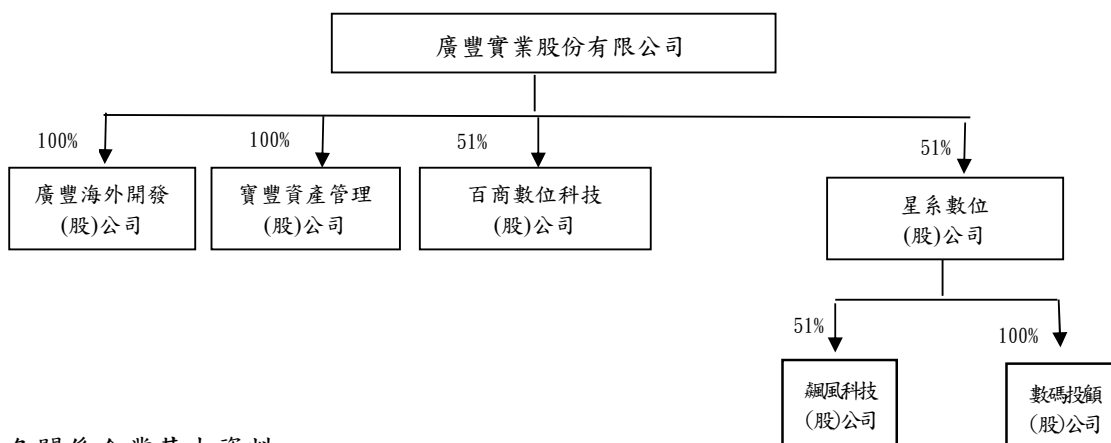 廣豐實業股份有限公司
100%
100%
51%
51%
廣豐海外開發
(股)公司
寶豐資產管理
(股)公司
百商數位科技
(股)公司
星系數位
(股)公司
51%
100%
飆風科技
(股)公司
數碼投顧
(股)公司